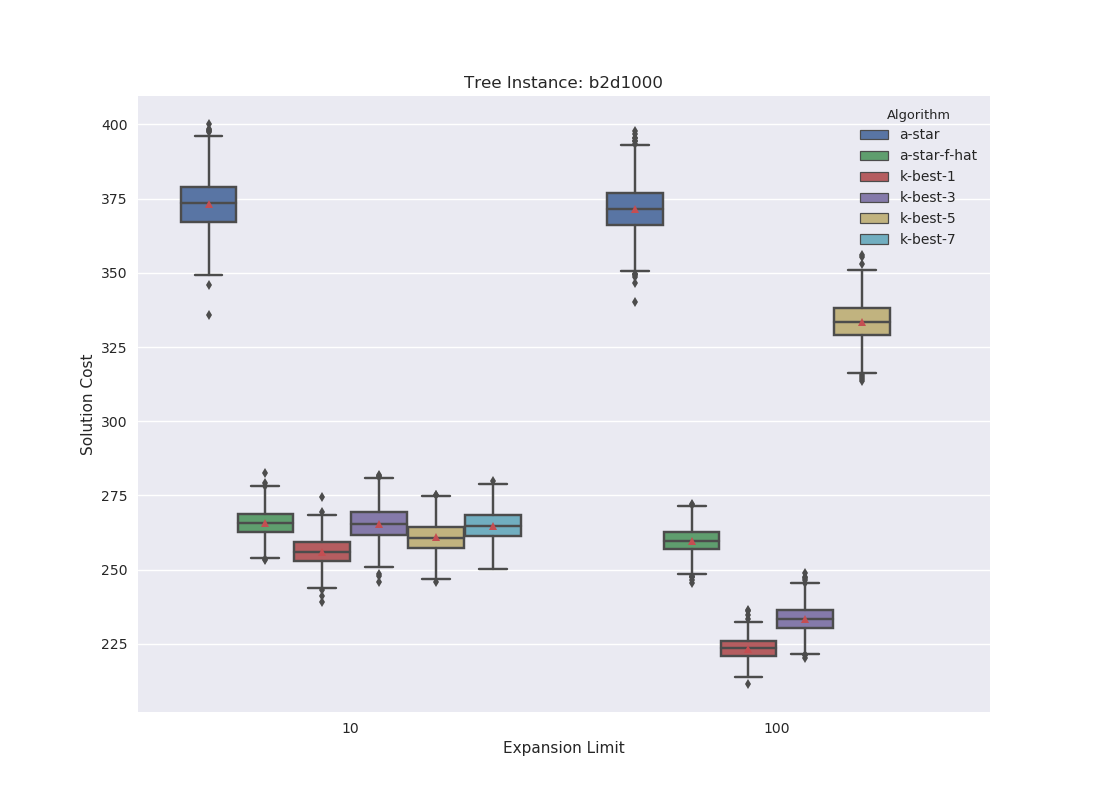 Tree Instance: b2d1000
Algorithm
a-star
a-star-f-hat
k-best-1
k-best-3
k-best-5
k-best-7
400
375
350
325
300
275
250
225
Solution Cost
10
100
Expansion Limit